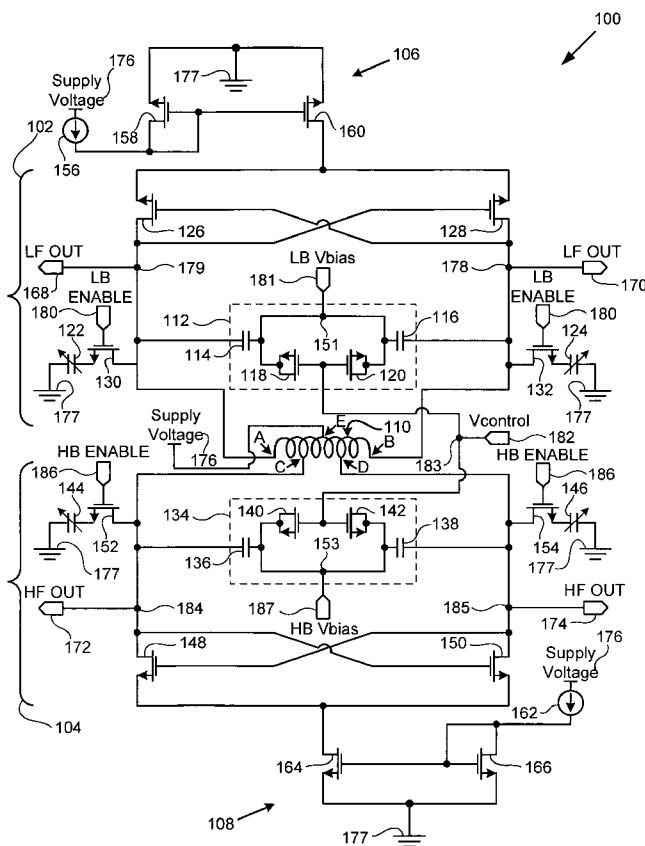 100
176
Supply
Voltage
177
106
102
156
158
160
126
128
LF OUT
168
179
LB Vbias
181
178
LF OUT
170
LB
ENABLE
180
LB
ENABLE
180
122
130
112
114
151
116
118
120
124
132
177
177
Supply
Voltage
176
A
E
110
B
C
D
Vcontrol
182
183
HB ENABLE
186
HB ENABLE
186
144
152
134
140
142
136
153
138
146
154
177
177
HF OUT
172
184
187
HB Vbias
185
HF OUT
174
148
150
Supply
Voltage
176
162
104
164
166
108
177